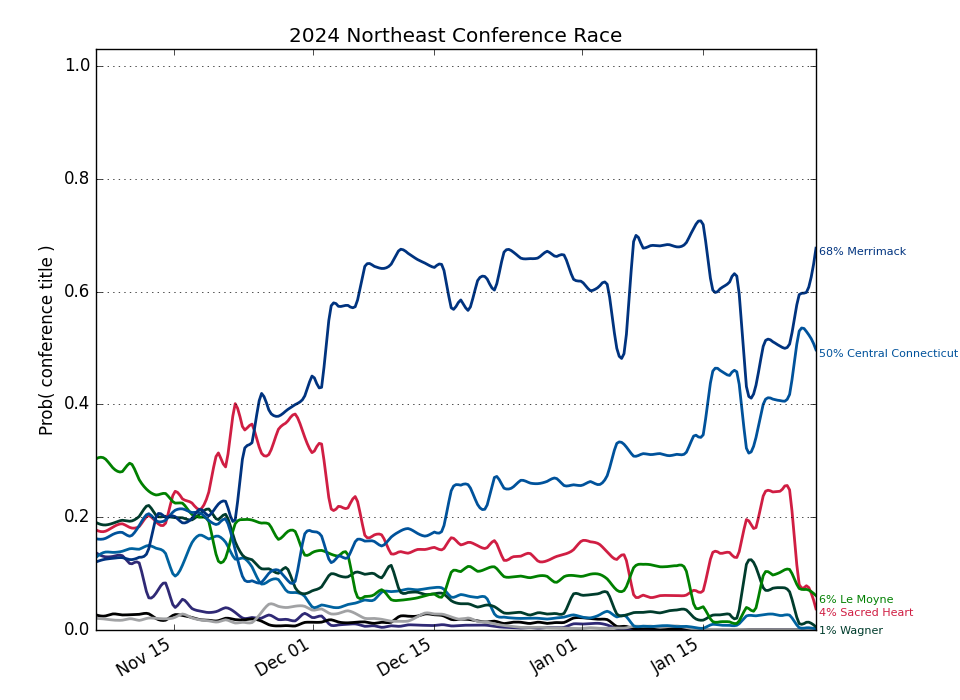 2024 Northeast Conference Race
1.0
0.8
0.6
0.4
0.2
0.0
Prob( conference title )
68% Merrimack
50% Central Connecticut
6% Le Moyne
4% Sacred Heart
1% Wagner
Nov 15
Dec 01
Dec 15
Jan 01
Jan 15